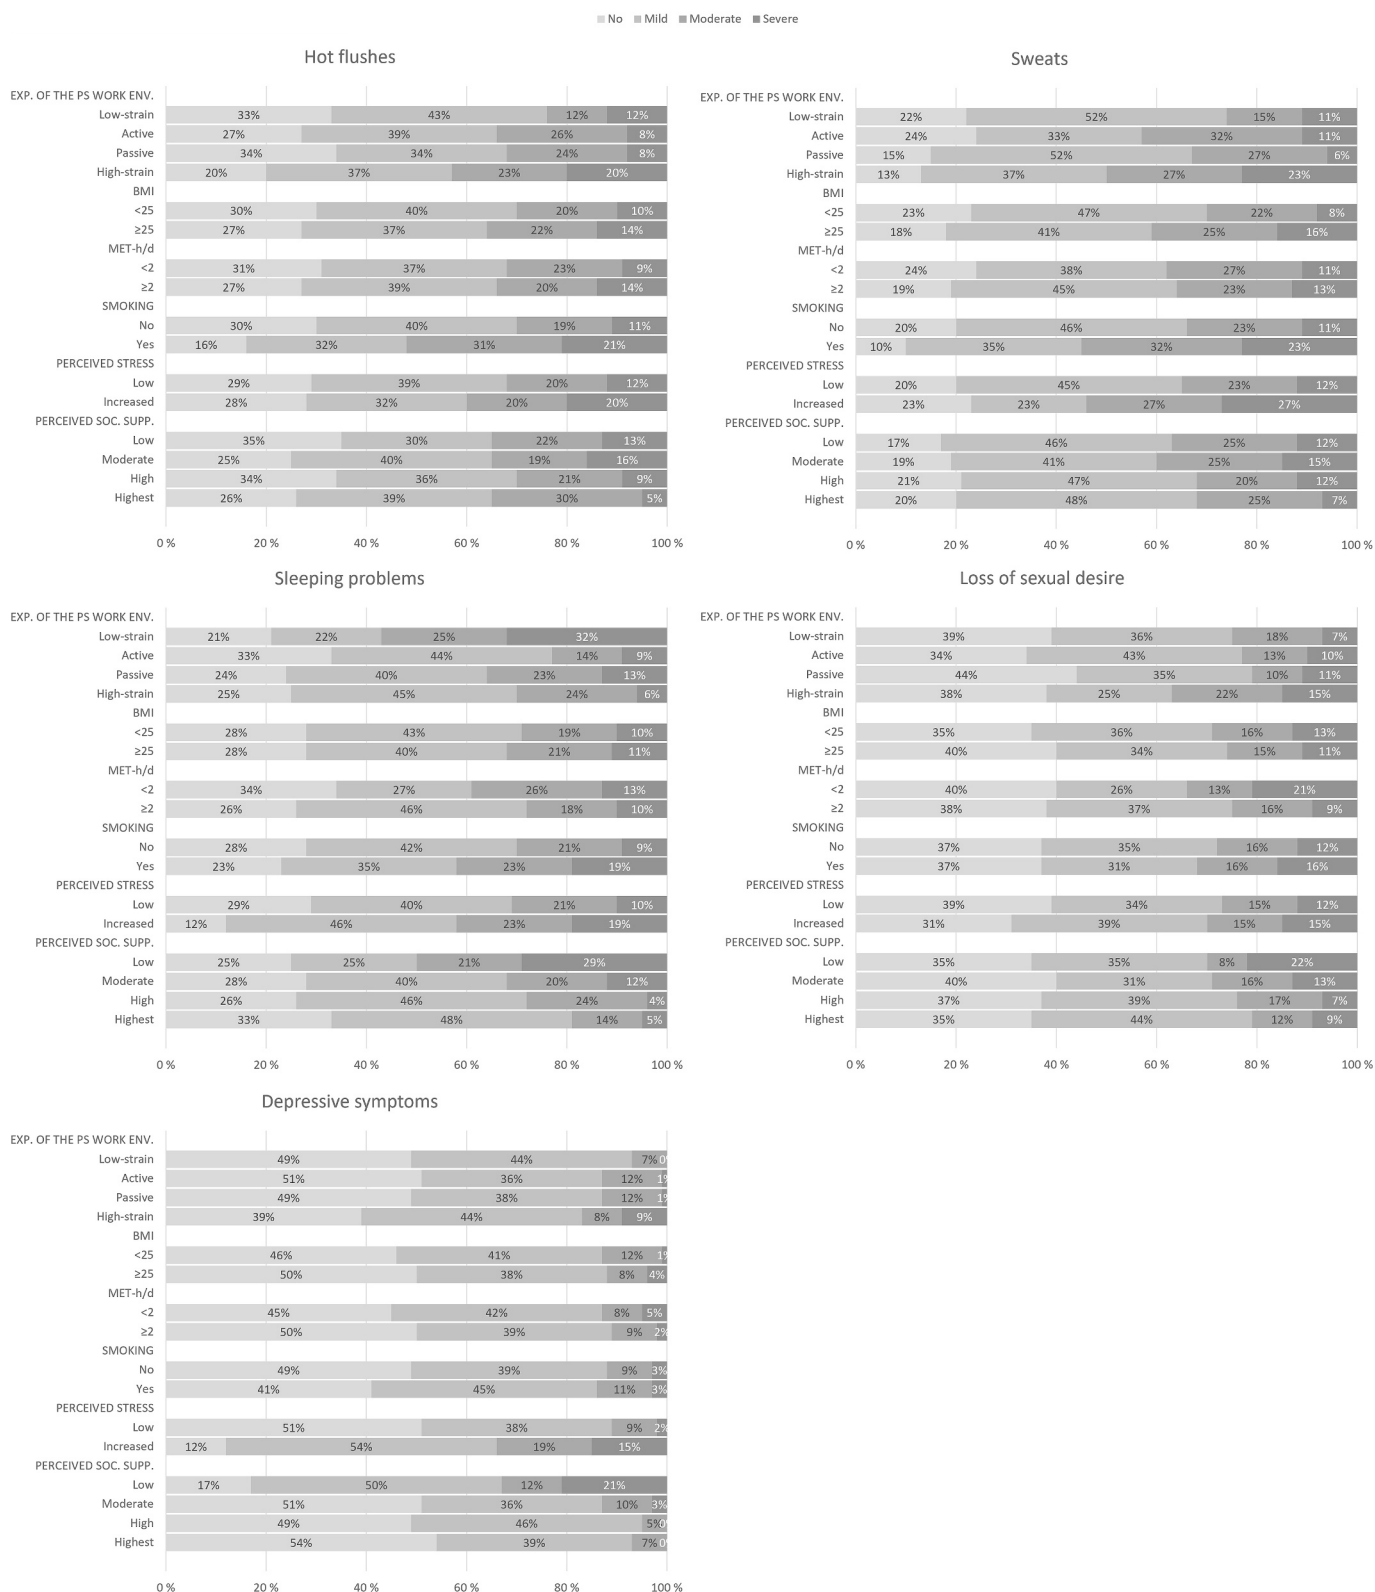 No Mild Moderate Severe
Hot flushes
EXP. OF THE PS WORK ENV.
Low-strain 33% 43% 12% 12%
Active 27% 39% 26% 8%
Passive 34% 34% 24% 8%
High-strain 20% 37% 23% 20%
BMI
<25 30% 40% 20% 10%
≥25 27% 37% 22% 14%
MET-h/d
<2 31% 37% 23% 9%
≥2 27% 39% 20% 14%
SMOKING
No 30% 40% 19% 11%
Yes 16% 32% 31% 21%
PERCEIVED STRESS
Low 29% 39% 20% 12%
Increased 28% 32% 20% 20%
PERCEIVED SOC. SUPP.
Low 35% 30% 22% 13%
Moderate 25% 40% 19% 16%
High 34% 36% 21% 9%
Highest 26% 39% 30% 5%
0 % 20 % 40 % 60 % 80 % 100 %
Sweats
EXP. OF THE PS WORK ENV.
Low-strain 22% 52% 15% 11%
Active 24% 33% 32% 11%
Passive 15% 52% 27% 6%
High-strain 13% 37% 27% 23%
BMI
<25 23% 47% 22% 8%
≥25 18% 41% 25% 16%
MET-h/d
<2 24% 38% 27% 11%
≥2 19% 45% 23% 13%
SMOKING
No 20% 46% 23% 11%
Yes 10% 35% 32% 23%
PERCEIVED STRESS
Low 20% 45% 23% 12%
Increased 23% 23% 27% 27%
PERCEIVED SOC. SUPP.
Low 17% 46% 25% 12%
Moderate 19% 41% 25% 15%
High 21% 47% 20% 12%
Highest 20% 48% 25% 7%
0 % 20 % 40 % 60 % 80 % 100 %
Sleeping problems
EXP. OF THE PS WORK ENV.
Low-strain 21% 22% 25% 32%
Active 33% 44% 14% 9%
Passive 24% 40% 23% 13%
High-strain 25% 45% 24% 6%
BMI
<25 28% 43% 19% 10%
≥25 28% 40% 21% 11%
MET-h/d
<2 34% 27% 26% 13%
≥2 26% 46% 18% 10%
SMOKING
No 28% 42% 21% 9%
Yes 23% 35% 23% 19%
PERCEIVED STRESS
Low 29% 40% 21% 10%
Increased 12% 46% 23% 19%
PERCEIVED SOC. SUPP.
Low 25% 25% 21% 29%
Moderate 28% 40% 20% 12%
High 26% 46% 24% 4%
Highest 33% 48% 14% 5%
0 % 20 % 40 % 60 % 80 % 100 %
Loss of sexual desire
EXP. OF THE PS WORK ENV.
Low-strain 39% 36% 18% 7%
Active 34% 43% 13% 10%
Passive 44% 35% 10% 11%
High-strain 38% 25% 22% 15%
BMI
<25 35% 36% 16% 13%
≥25 40% 34% 15% 11%
MET-h/d
<2 40% 26% 13% 21%
≥2 38% 37% 16% 9%
SMOKING
No 37% 35% 16% 12%
Yes 37% 31% 16% 16%
PERCEIVED STRESS
Low 39% 34% 15% 12%
Increased 31% 39% 15% 15%
PERCEIVED SOC. SUPP.
Low 35% 35% 8% 22%
Moderate 40% 31% 16% 13%
High 37% 39% 17% 7%
Highest 35% 44% 12% 9%
0 % 20 % 40 % 60 % 80 % 100 %
Depressive symptoms
EXP. OF THE PS WORK ENV.
Low-strain 49% 44% 7% 0%
Active 51% 36% 12% 1%
Passive 49% 38% 12% 1%
High-strain 39% 44% 8% 9%
BMI
<25 46% 41% 12% 1%
≥25 50% 38% 8% 4%
MET-h/d
<2 45% 42% 8% 5%
≥2 50% 39% 9% 2%
SMOKING
No 49% 39% 9% 3%
Yes 41% 45% 11% 3%
PERCEIVED STRESS
Low 51% 38% 9% 2%
Increased 12% 54% 19% 15%
PERCEIVED SOC. SUPP.
Low 17% 50% 12% 21%
Moderate 51% 36% 10% 3%
High 49% 46% 5% 0%
Highest 54% 39% 7% 0%
0 % 20 % 40 % 60 % 80 % 100 %